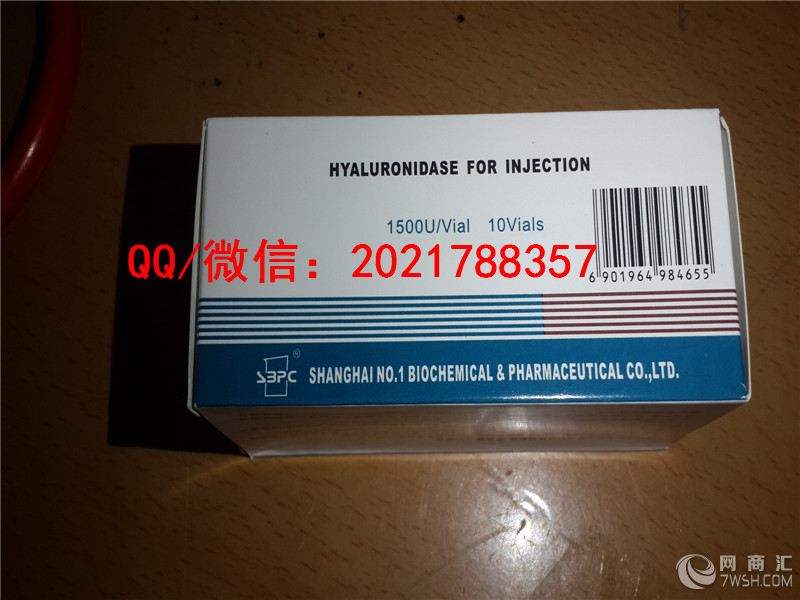 HYALURONIDASE FOR INJECTION
1500U/Vial 10Vials
QQ/微信：2021788357
6 901964 984655
SBPC ® SHANGHAI NO.1 BIOCHEMICAL & PHARMACEUTICAL CO.,LTD.
网商汇
7WSH.COM